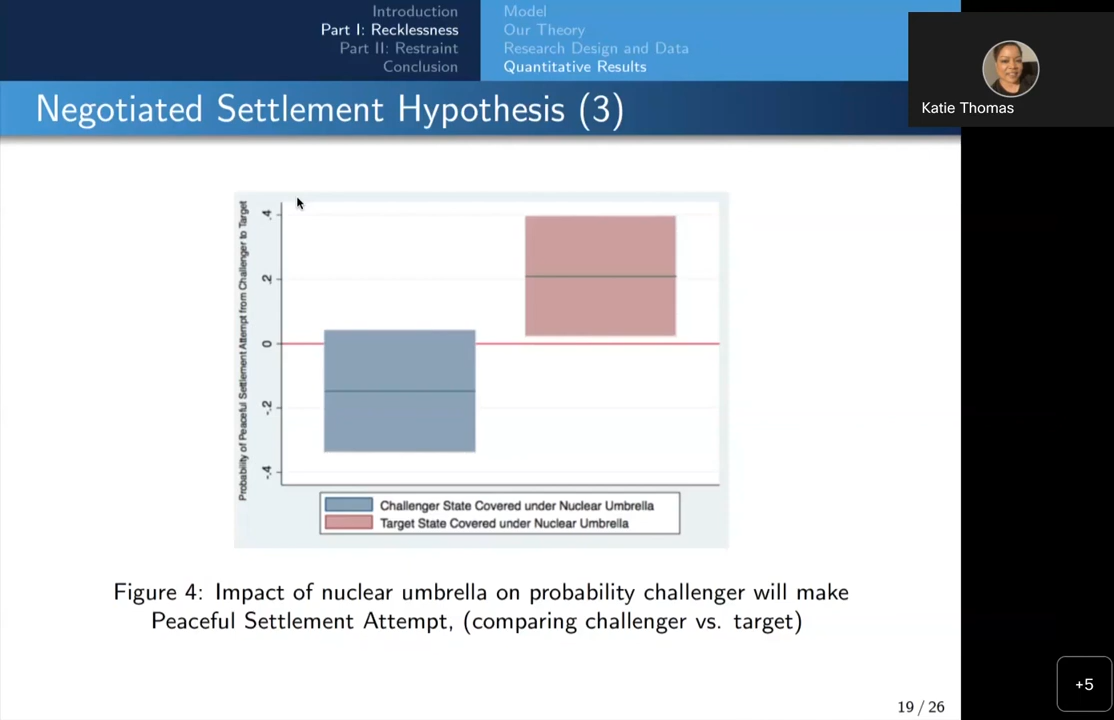 Introduction
Part I: Recklessness
Part II: Restraint
Conclusion
Model
Our Theory
Research Design and Data
Quantitative Results
Katie Thomas
Negotiated Settlement Hypothesis (3)
Probability of Peaceful Settlement Attempt from Challenger to Target
.4
.2
0
-.2
-.4
Challenger State Covered under Nuclear Umbrella
Target State Covered under Nuclear Umbrella
Figure 4: Impact of nuclear umbrella on probability challenger will make
Peaceful Settlement Attempt, (comparing challenger vs. target)
+5
19 / 26